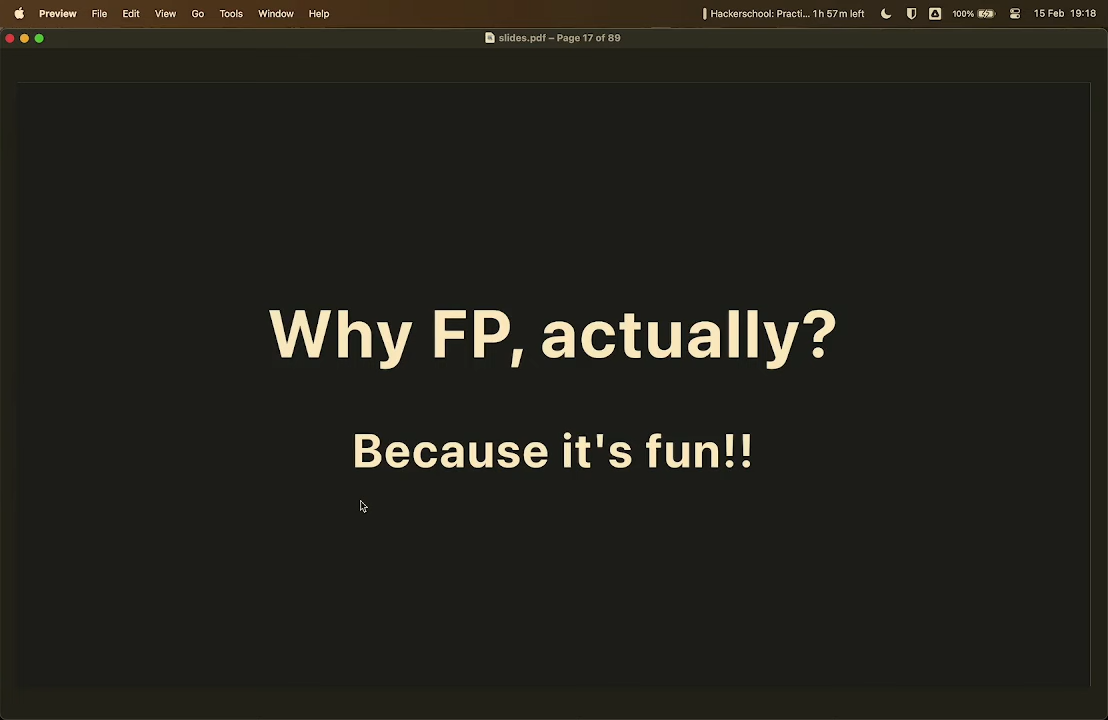 Preview File Edit View Go Tools Window Help Hackerschool: Practi... 1h 57m left 100% 15 Feb 19:18
slides.pdf – Page 17 of 89
Why FP, actually?
Because it's fun!!